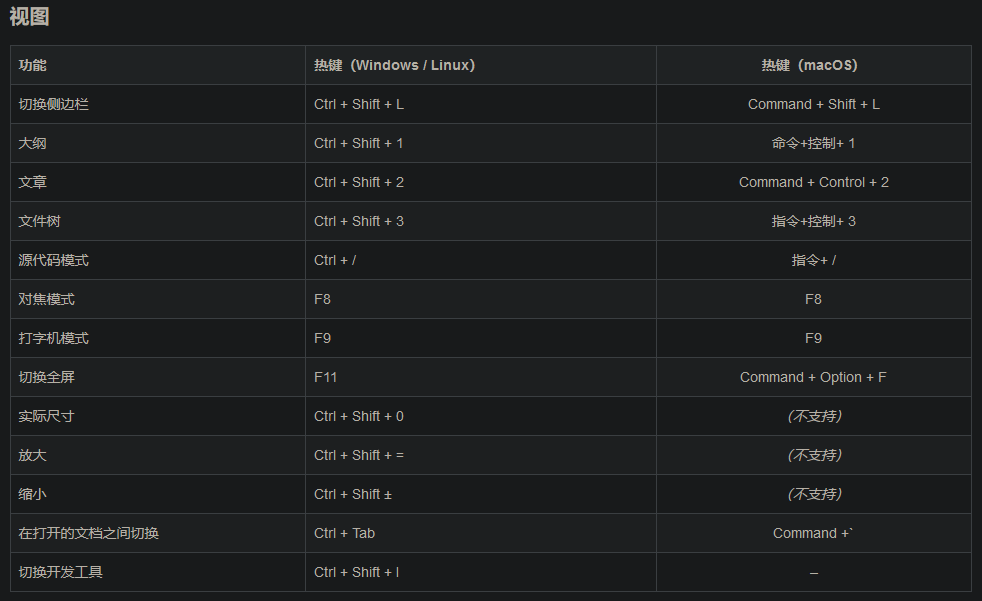 视图
功能 热键（Windows / Linux） 热键（macOS）
切换侧边栏 Ctrl + Shift + L Command + Shift + L
大纲 Ctrl + Shift + 1 命令+控制+ 1
文章 Ctrl + Shift + 2 Command + Control + 2
文件树 Ctrl + Shift + 3 指令+控制+ 3
源代码模式 Ctrl + / 指令+ /
对焦模式 F8 F8
打字机模式 F9 F9
切换全屏 F11 Command + Option + F
实际尺寸 Ctrl + Shift + 0 （不支持）
放大 Ctrl + Shift + = （不支持）
缩小 Ctrl + Shift ± （不支持）
在打开的文档之间切换 Ctrl + Tab Command +`
切换开发工具 Ctrl + Shift + I –